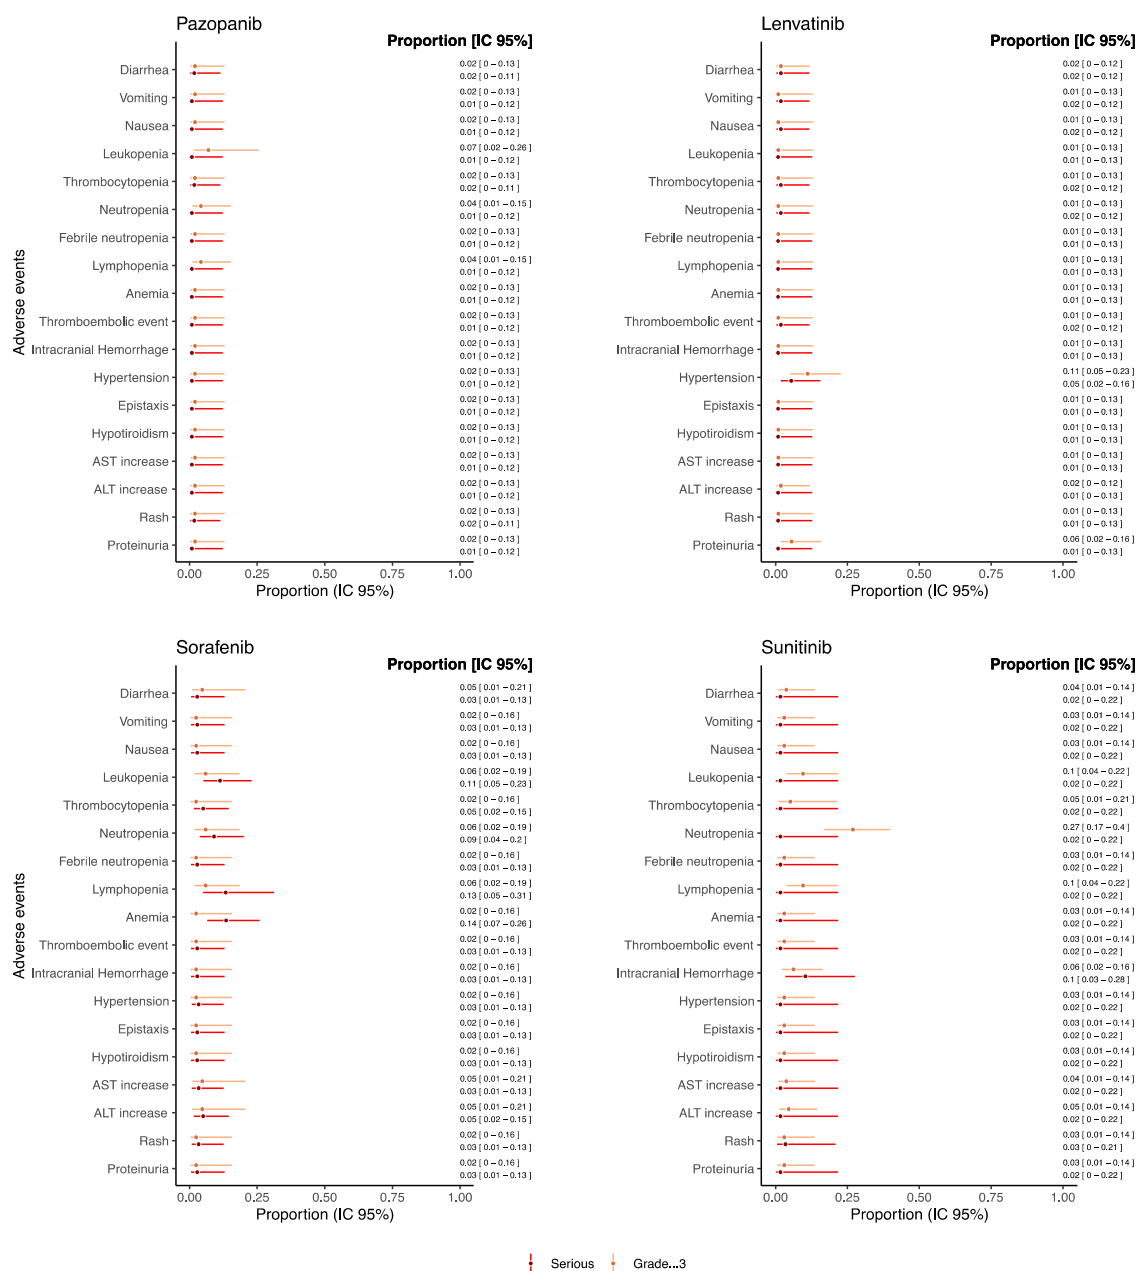 Pazopanib
Proportion [IC 95%]
Adverse events
Diarrhea
0.02 [ 0 – 0.13 ]
0.02 [ 0 – 0.11 ]
Vomiting
0.02 [ 0 – 0.13 ]
0.01 [ 0 – 0.12 ]
Nausea
0.02 [ 0 – 0.13 ]
0.01 [ 0 – 0.12 ]
Leukopenia
0.07 [ 0.02 – 0.26 ]
0.01 [ 0 – 0.12 ]
Thrombocytopenia
0.02 [ 0 – 0.13 ]
0.02 [ 0 – 0.11 ]
Neutropenia
0.04 [ 0.01 – 0.15 ]
0.01 [ 0 – 0.12 ]
Febrile neutropenia
0.02 [ 0 – 0.13 ]
0.01 [ 0 – 0.12 ]
Lymphopenia
0.04 [ 0.01 – 0.15 ]
0.01 [ 0 – 0.12 ]
Anemia
0.02 [ 0 – 0.13 ]
0.01 [ 0 – 0.12 ]
Thromboembolic event
0.02 [ 0 – 0.13 ]
0.01 [ 0 – 0.12 ]
Intracranial Hemorrhage
0.02 [ 0 – 0.13 ]
0.01 [ 0 – 0.12 ]
Hypertension
0.02 [ 0 – 0.13 ]
0.01 [ 0 – 0.12 ]
Epistaxis
0.02 [ 0 – 0.13 ]
0.01 [ 0 – 0.12 ]
Hypotiroidism
0.02 [ 0 – 0.13 ]
0.01 [ 0 – 0.12 ]
AST increase
0.02 [ 0 – 0.13 ]
0.01 [ 0 – 0.12 ]
ALT increase
0.02 [ 0 – 0.13 ]
0.01 [ 0 – 0.12 ]
Rash
0.02 [ 0 – 0.13 ]
0.02 [ 0 – 0.11 ]
Proteinuria
0.02 [ 0 – 0.13 ]
0.01 [ 0 – 0.12 ]
0.00 0.25 0.50 0.75 1.00
Proportion (IC 95%)
Lenvatinib
Proportion [IC 95%]
Diarrhea
0.02 [ 0 – 0.12 ]
0.02 [ 0 – 0.12 ]
Vomiting
0.01 [ 0 – 0.13 ]
0.02 [ 0 – 0.12 ]
Nausea
0.01 [ 0 – 0.13 ]
0.02 [ 0 – 0.12 ]
Leukopenia
0.01 [ 0 – 0.13 ]
0.01 [ 0 – 0.13 ]
Thrombocytopenia
0.01 [ 0 – 0.13 ]
0.02 [ 0 – 0.12 ]
Neutropenia
0.01 [ 0 – 0.13 ]
0.02 [ 0 – 0.12 ]
Febrile neutropenia
0.01 [ 0 – 0.13 ]
0.01 [ 0 – 0.13 ]
Lymphopenia
0.01 [ 0 – 0.13 ]
0.01 [ 0 – 0.13 ]
Anemia
0.01 [ 0 – 0.13 ]
0.01 [ 0 – 0.13 ]
Thromboembolic event
0.01 [ 0 – 0.13 ]
0.02 [ 0 – 0.12 ]
Intracranial Hemorrhage
0.01 [ 0 – 0.13 ]
0.01 [ 0 – 0.13 ]
Hypertension
0.11 [ 0.05 – 0.23 ]
0.05 [ 0.02 – 0.16 ]
Epistaxis
0.01 [ 0 – 0.13 ]
0.01 [ 0 – 0.13 ]
Hypotiroidism
0.01 [ 0 – 0.13 ]
0.01 [ 0 – 0.13 ]
AST increase
0.01 [ 0 – 0.13 ]
0.01 [ 0 – 0.13 ]
ALT increase
0.02 [ 0 – 0.12 ]
0.01 [ 0 – 0.13 ]
Rash
0.01 [ 0 – 0.13 ]
0.01 [ 0 – 0.13 ]
Proteinuria
0.06 [ 0.02 – 0.16 ]
0.01 [ 0 – 0.13 ]
0.00 0.25 0.50 0.75 1.00
Proportion (IC 95%)
Sorafenib
Proportion [IC 95%]
Adverse events
Diarrhea
0.05 [ 0.01 – 0.21 ]
0.03 [ 0.01 – 0.13 ]
Vomiting
0.02 [ 0 – 0.16 ]
0.03 [ 0.01 – 0.13 ]
Nausea
0.02 [ 0 – 0.16 ]
0.03 [ 0.01 – 0.13 ]
Leukopenia
0.06 [ 0.02 – 0.19 ]
0.11 [ 0.05 – 0.23 ]
Thrombocytopenia
0.02 [ 0 – 0.16 ]
0.05 [ 0.02 – 0.15 ]
Neutropenia
0.06 [ 0.02 – 0.19 ]
0.09 [ 0.04 – 0.2 ]
Febrile neutropenia
0.02 [ 0 – 0.16 ]
0.03 [ 0.01 – 0.13 ]
Lymphopenia
0.06 [ 0.02 – 0.19 ]
0.13 [ 0.05 – 0.31 ]
Anemia
0.02 [ 0 – 0.16 ]
0.14 [ 0.07 – 0.26 ]
Thromboembolic event
0.02 [ 0 – 0.16 ]
0.03 [ 0.01 – 0.13 ]
Intracranial Hemorrhage
0.02 [ 0 – 0.16 ]
0.03 [ 0.01 – 0.13 ]
Hypertension
0.02 [ 0 – 0.16 ]
0.03 [ 0.01 – 0.13 ]
Epistaxis
0.02 [ 0 – 0.16 ]
0.03 [ 0.01 – 0.13 ]
Hypotiroidism
0.02 [ 0 – 0.16 ]
0.03 [ 0.01 – 0.13 ]
AST increase
0.05 [ 0.01 – 0.21 ]
0.03 [ 0.01 – 0.13 ]
ALT increase
0.05 [ 0.01 – 0.21 ]
0.05 [ 0.02 – 0.15 ]
Rash
0.02 [ 0 – 0.16 ]
0.03 [ 0.01 – 0.13 ]
Proteinuria
0.02 [ 0 – 0.16 ]
0.03 [ 0.01 – 0.13 ]
0.00 0.25 0.50 0.75 1.00
Proportion (IC 95%)
Sunitinib
Proportion [IC 95%]
Diarrhea
0.04 [ 0.01 – 0.14 ]
0.02 [ 0 – 0.22 ]
Vomiting
0.03 [ 0.01 – 0.14 ]
0.02 [ 0 – 0.22 ]
Nausea
0.03 [ 0.01 – 0.14 ]
0.02 [ 0 – 0.22 ]
Leukopenia
0.1 [ 0.04 – 0.22 ]
0.02 [ 0 – 0.22 ]
Thrombocytopenia
0.05 [ 0.01 – 0.21 ]
0.02 [ 0 – 0.22 ]
Neutropenia
0.27 [ 0.17 – 0.4 ]
0.02 [ 0 – 0.22 ]
Febrile neutropenia
0.03 [ 0.01 – 0.14 ]
0.02 [ 0 – 0.22 ]
Lymphopenia
0.1 [ 0.04 – 0.22 ]
0.02 [ 0 – 0.22 ]
Anemia
0.03 [ 0.01 – 0.14 ]
0.02 [ 0 – 0.22 ]
Thromboembolic event
0.03 [ 0.01 – 0.14 ]
0.02 [ 0 – 0.22 ]
Intracranial Hemorrhage
0.06 [ 0.02 – 0.16 ]
0.1 [ 0.03 – 0.28 ]
Hypertension
0.03 [ 0.01 – 0.14 ]
0.02 [ 0 – 0.22 ]
Epistaxis
0.03 [ 0.01 – 0.14 ]
0.02 [ 0 – 0.22 ]
Hypotiroidism
0.03 [ 0.01 – 0.14 ]
0.02 [ 0 – 0.22 ]
AST increase
0.04 [ 0.01 – 0.14 ]
0.02 [ 0 – 0.22 ]
ALT increase
0.05 [ 0.01 – 0.14 ]
0.02 [ 0 – 0.22 ]
Rash
0.03 [ 0.01 – 0.14 ]
0.03 [ 0 – 0.21 ]
Proteinuria
0.03 [ 0.01 – 0.14 ]
0.02 [ 0 – 0.22 ]
0.00 0.25 0.50 0.75 1.00
Proportion (IC 95%)
Serious Grade...3